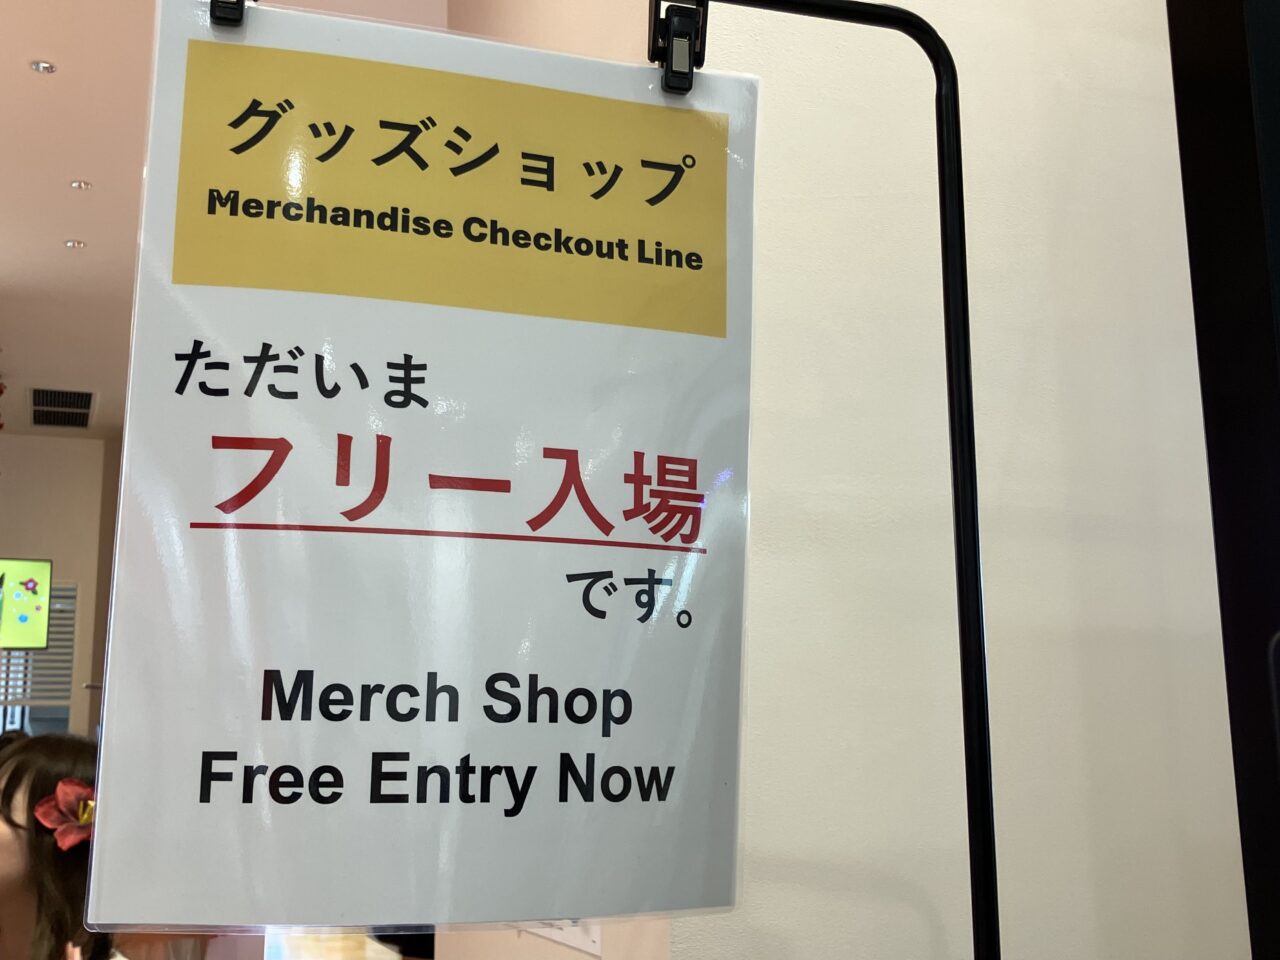 グッズショップ
Merchandise Checkout Line
ただいま
フリー入場
です。
Merch Shop
Free Entry Now